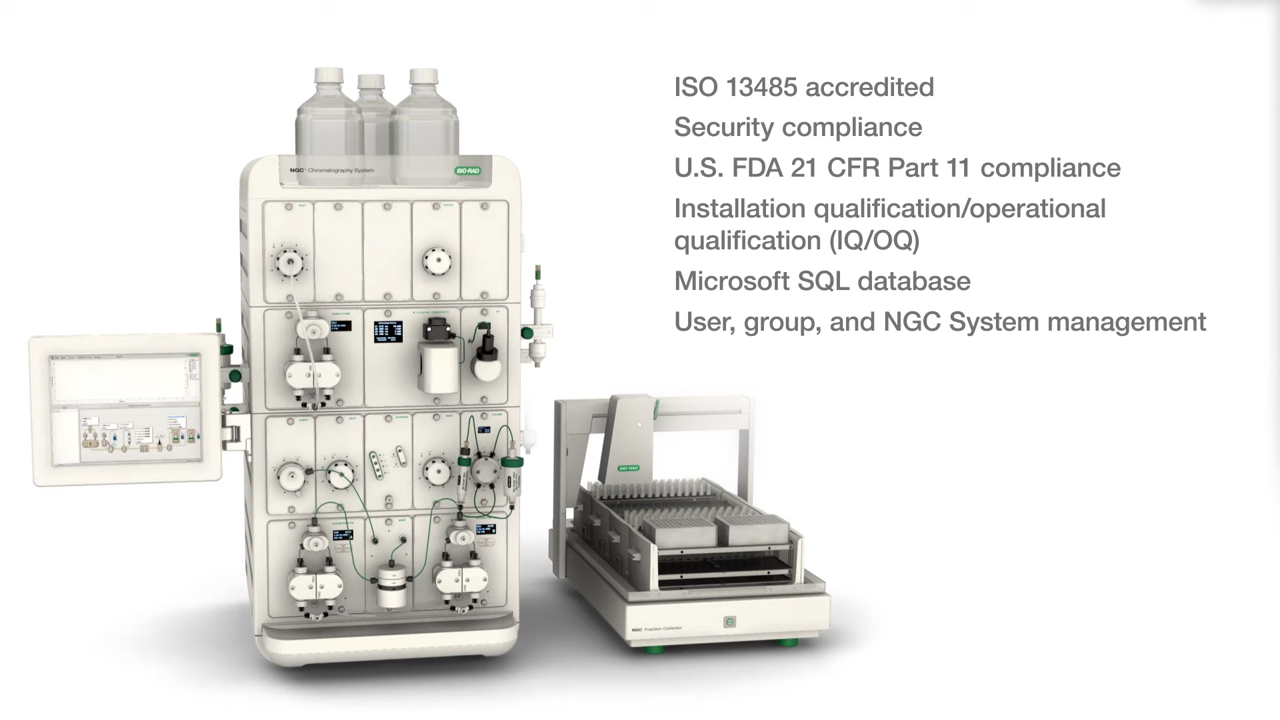 ISO 13485 accredited
Security compliance
U.S. FDA 21 CFR Part 11 compliance
Installation qualification/operational
qualification (IQ/OQ)
Microsoft SQL database
User, group, and NGC System management
NGC™ Chromatography System
BIO-RAD
BIO-RAD
NGC Fraction Collector